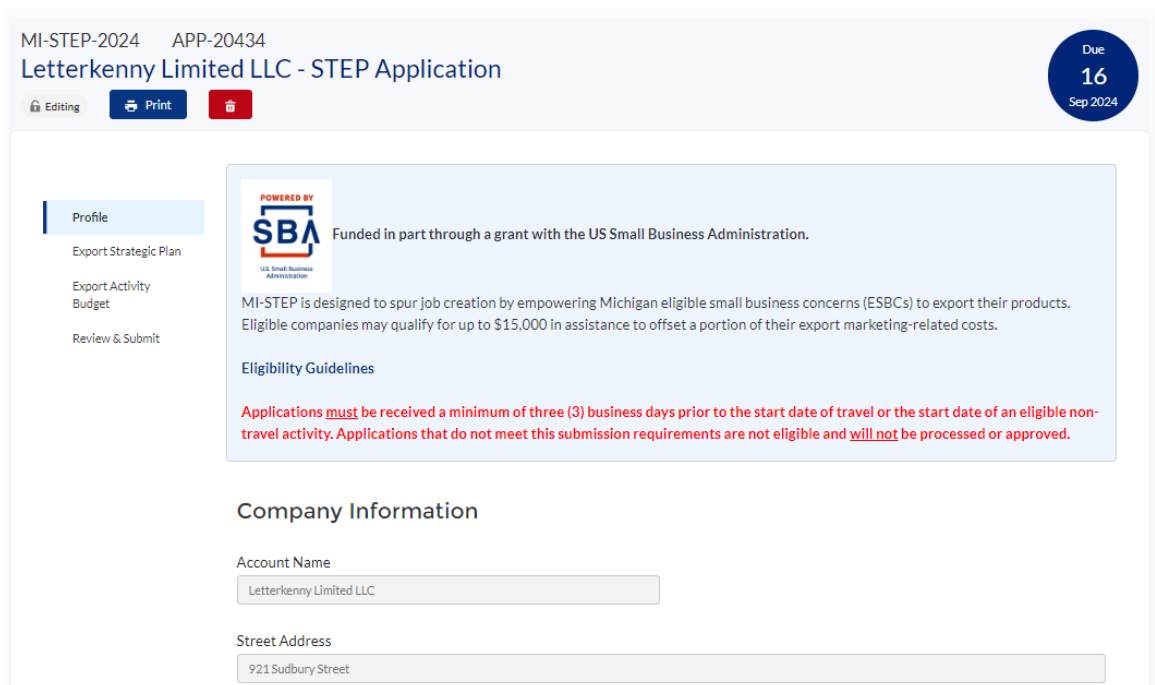 MI-STEP-2024 APP-20434
Letterkenny Limited LLC - STEP Application
Editing
Print
Due
16
Sep 2024
Profile
Export Strategic Plan
Export Activity
Budget
Review & Submit
POWERED BY
SBA
U.S. Small Business
Administration
Funded in part through a grant with the US Small Business Administration.
MI-STEP is designed to spur job creation by empowering Michigan eligible small business concerns (ESBCs) to export their products.
Eligible companies may qualify for up to $15,000 in assistance to offset a portion of their export marketing-related costs.
Eligibility Guidelines
Applications must be received a minimum of three (3) business days prior to the start date of travel or the start date of an eligible non-
travel activity. Applications that do not meet this submission requirements are not eligible and will not be processed or approved.
Company Information
Account Name
Letterkenny Limited LLC
Street Address
921 Sudbury Street